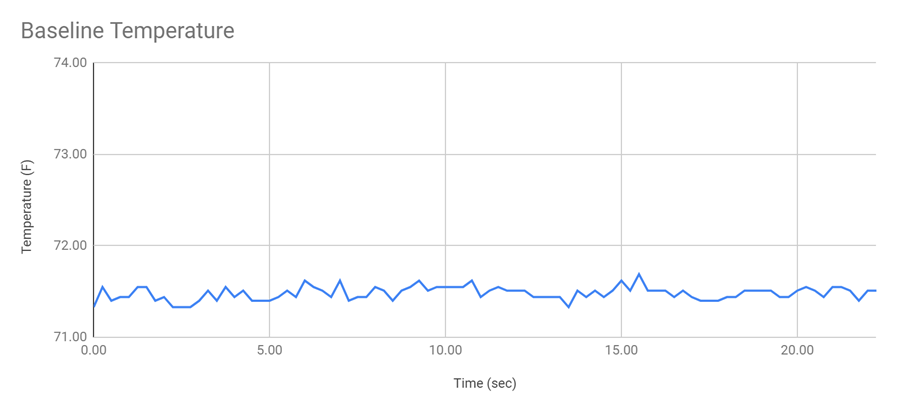 Baseline Temperature
74.00
73.00
72.00
71.00
Temperature (F)
0.00 5.00 10.00 15.00 20.00
Time (sec)